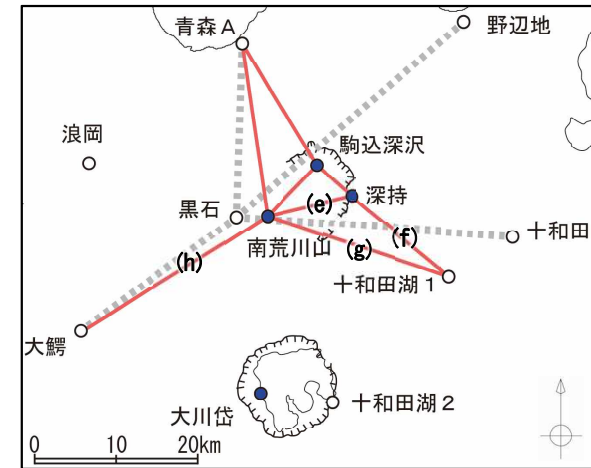 青森A
野辺地
浪岡
駒込深沢
黒石
(e)
深持
南荒川山
(g)
(f)
十和田
(h)
十和田湖1
大鰐
大川岱
十和田湖2
0 10 20km